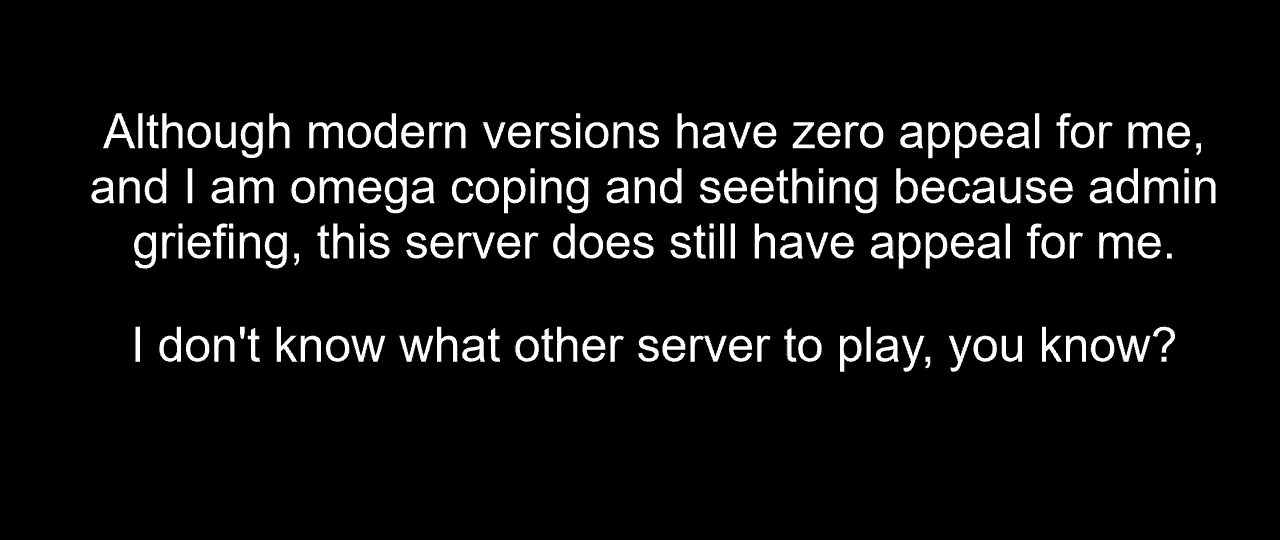 Although modern versions have zero appeal for me,
and I am omega coping and seething because admin
griefing, this server does still have appeal for me.
I don't know what other server to play, you know?